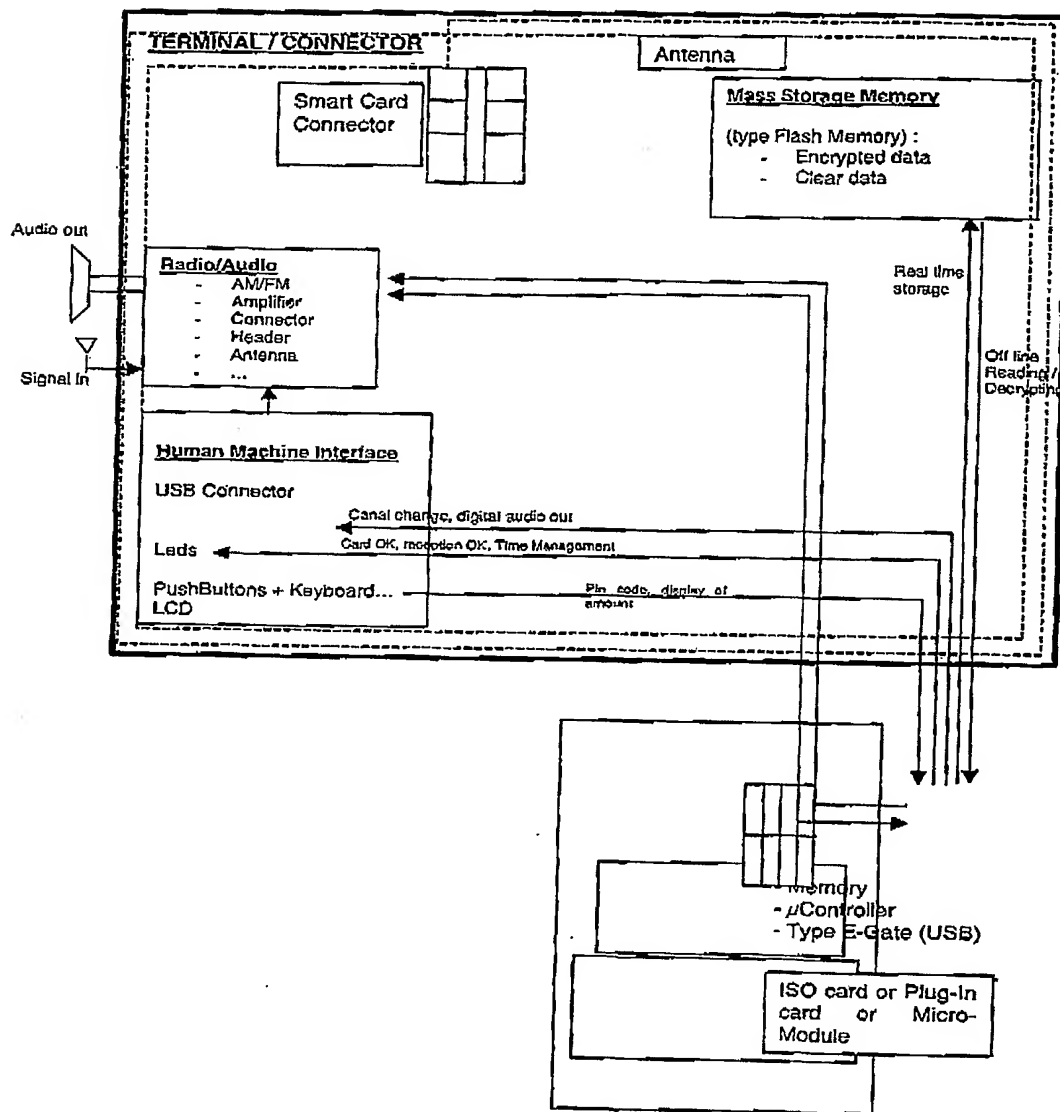 TERMINAL / CONNECTOR
Antenna
Smart Card
Connector
Mass Storage Memory
(type Flash Memory) :
- Encrypted data
- Clear data
Audio out
Radio/Audio
- AM/FM
- Amplifier
- Connector
- Header
- Antenna
- ...
Signal In
Real time
storage
Off line
Reading /
Decrypting
Human Machine Interface
USB Connector
Canal change, digital audio out
Leds
Card OK, reception OK, Time Management
PushButtons + Keyboard...
LCD
Pin code, display of
amount
- Memory
- µController
- Type E-Gate (USB)
ISO card or Plug-In
card or Micro-
Module